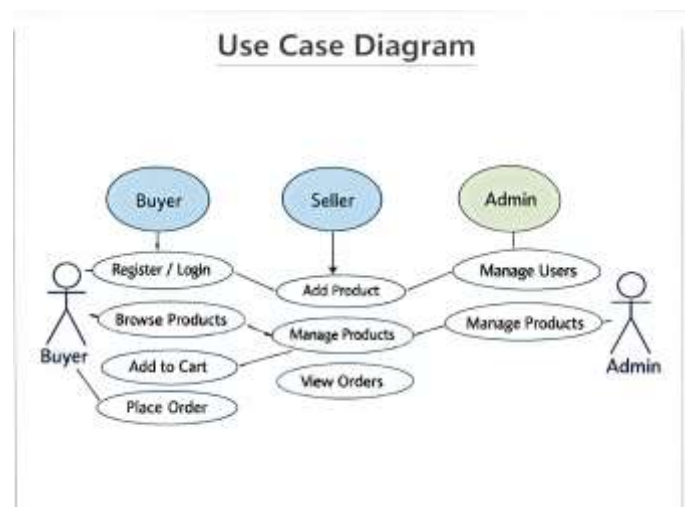 Use Case Diagram
Buyer
Seller
Admin
Register / Login
Add Product
Manage Users
Browse Products
Manage Products
Manage Products
Buyer
Add to Cart
View Orders
Admin
Place Order